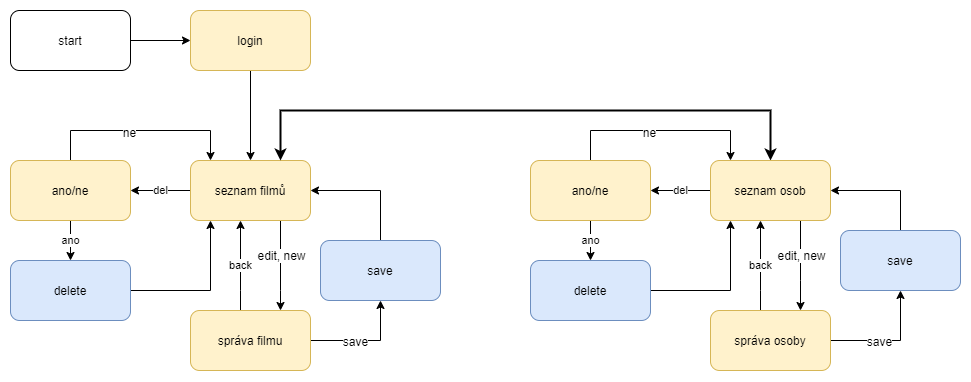 start
login
ne
ne
ano/ne
del
seznam filmů
ano/ne
del
seznam osob
ano
ano
back
edit, new
back
edit, new
delete
save
delete
save
správa filmu
save
správa osoby
save